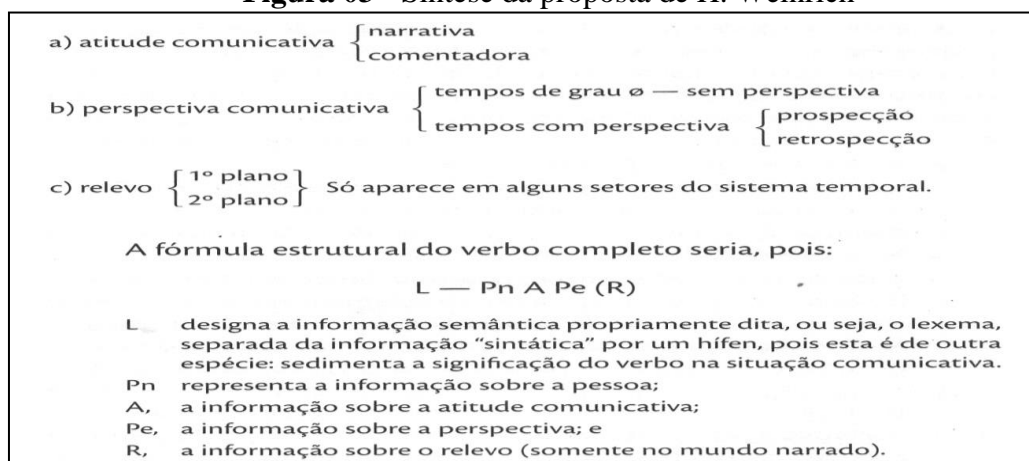 Figura 03 - Síntese da proposta de H. Weinrich
a) atitude comunicativa { narrativa
comentadora
b) perspectiva comunicativa { tempos de grau ø — sem perspectiva
tempos com perspectiva { prospecção
retrospecção
c) relevo { 1º plano
2º plano } Só aparece em alguns setores do sistema temporal.
A fórmula estrutural do verbo completo seria, pois:
L — Pn A Pe (R)
L designa a informação semântica propriamente dita, ou seja, o lexema,
separada da informação “sintática” por um hífen, pois esta é de outra
espécie: sedimenta a significação do verbo na situação comunicativa.
Pn representa a informação sobre a pessoa;
A, a informação sobre a atitude comunicativa;
Pe, a informação sobre a perspectiva; e
R, a informação sobre o relevo (somente no mundo narrado).